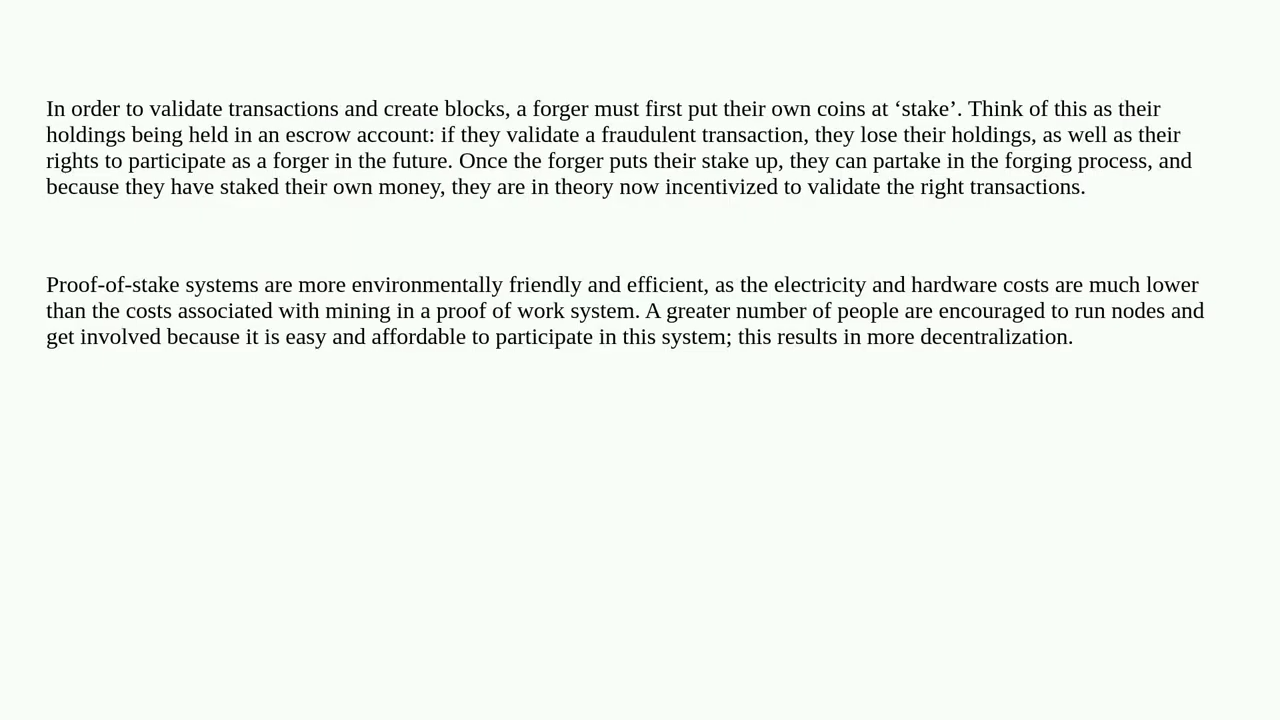 In order to validate transactions and create blocks, a forger must first put their own coins at ‘stake’. Think of this as their
holdings being held in an escrow account: if they validate a fraudulent transaction, they lose their holdings, as well as their
rights to participate as a forger in the future. Once the forger puts their stake up, they can partake in the forging process, and
because they have staked their own money, they are in theory now incentivized to validate the right transactions.
Proof-of-stake systems are more environmentally friendly and efficient, as the electricity and hardware costs are much lower
than the costs associated with mining in a proof of work system. A greater number of people are encouraged to run nodes and
get involved because it is easy and affordable to participate in this system; this results in more decentralization.